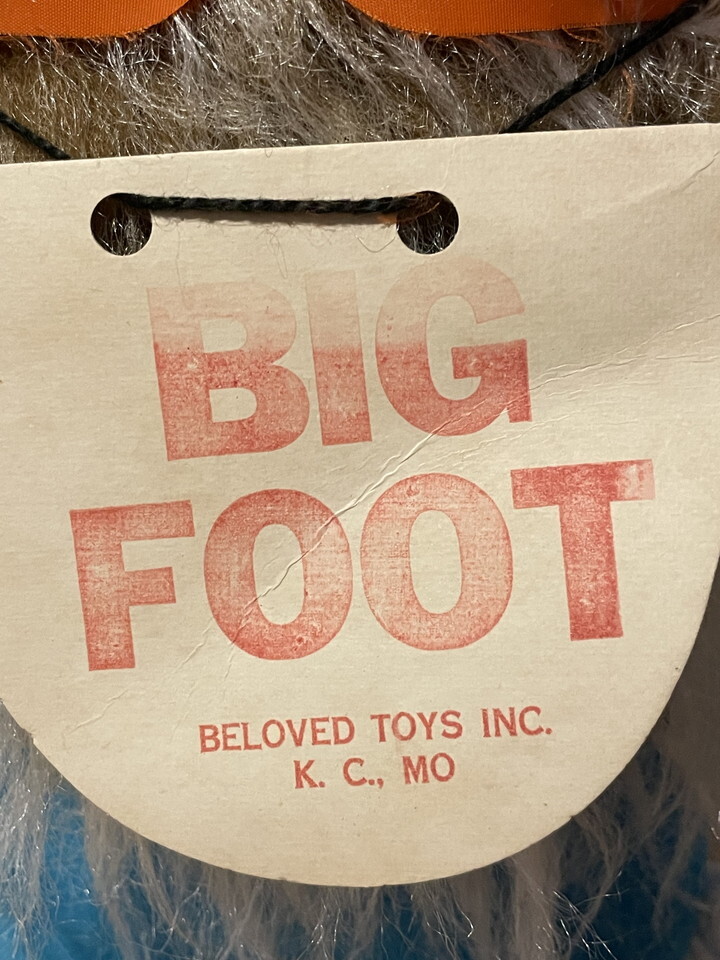 BIG
FOOT
BELOVED TOYS INC.
K. C., MO